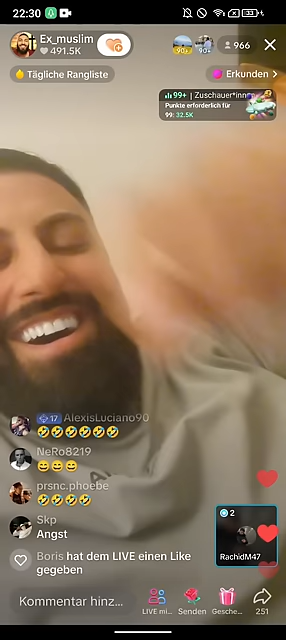 22:30
Ex_muslim
491.5K
90+
90+
966
Tägliche Rangliste
Erkunden
99+ | Zuschauer*innen
Punkte erforderlich für
99: 32.5K
17 AlexisLuciano90
🤣🤣🤣🤣🤣🤣
NeRo8219
😄😄😄
prsnc.phoebe
🤣🤣🤣🤣
Skp
Angst
Boris hat dem LIVE einen Like
gegeben
2
RachidM47
Kommentar hinz...
LIVE mi...
Senden
Gesche...
251